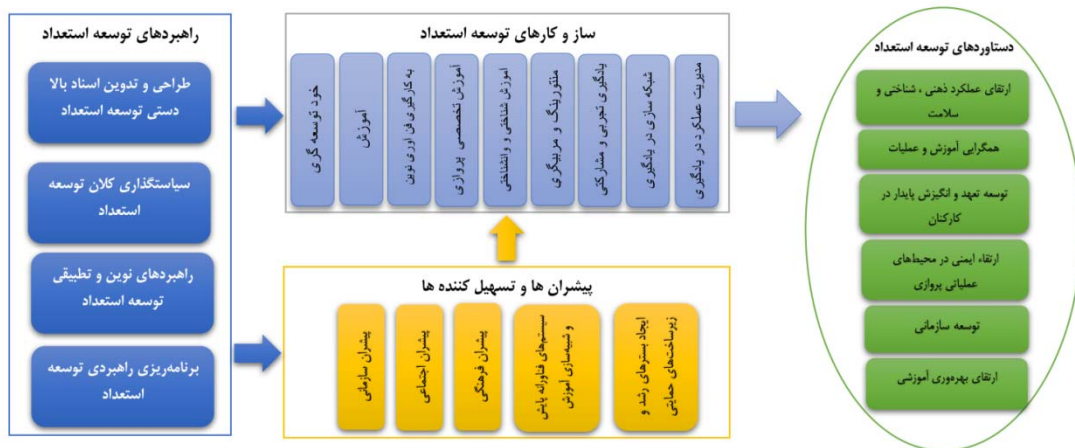 راهبردهای توسعه استعداد
طراحی و تدوین اسناد بالا
دستی توسعه استعداد
سیاستگذاری کلان توسعه
استعداد
راهبردهای نوین و تطبیقی
توسعه استعداد
برنامه‌ریزی راهبردی توسعه
استعداد
ساز و کارهای توسعه استعداد
خود توسعه گری
آموزش
به کارگیری فن آوری نوین
آموزش تخصصی پروازی
آموزش شناختی و فراشناختی
منتورینگ و مربیگری
یادگیری تجربی و مشارکتی
شبکه سازی در یادگیری
مدیریت عملکرد در یادگیری
پیشران ها و تسهیل کننده ها
پیشران سازمانی
پیشران اجتماعی
پیشران فرهنگی
سیستم‌های فناورانه پایش
و شبیه‌سازی آموزش
ایجاد بسترهای رشد و
زیرساخت‌های حمایتی
دستاوردهای توسعه استعداد
ارتقای عملکرد ذهنی ، شناختی و
سلامت
همگرایی آموزش و عملیات
توسعه تعهد و انگیزش پایدار در
کارکنان
ارتقاء ایمنی در محیط‌های
عملیاتی پروازی
توسعه سازمانی
ارتقای بهره‌وری آموزشی